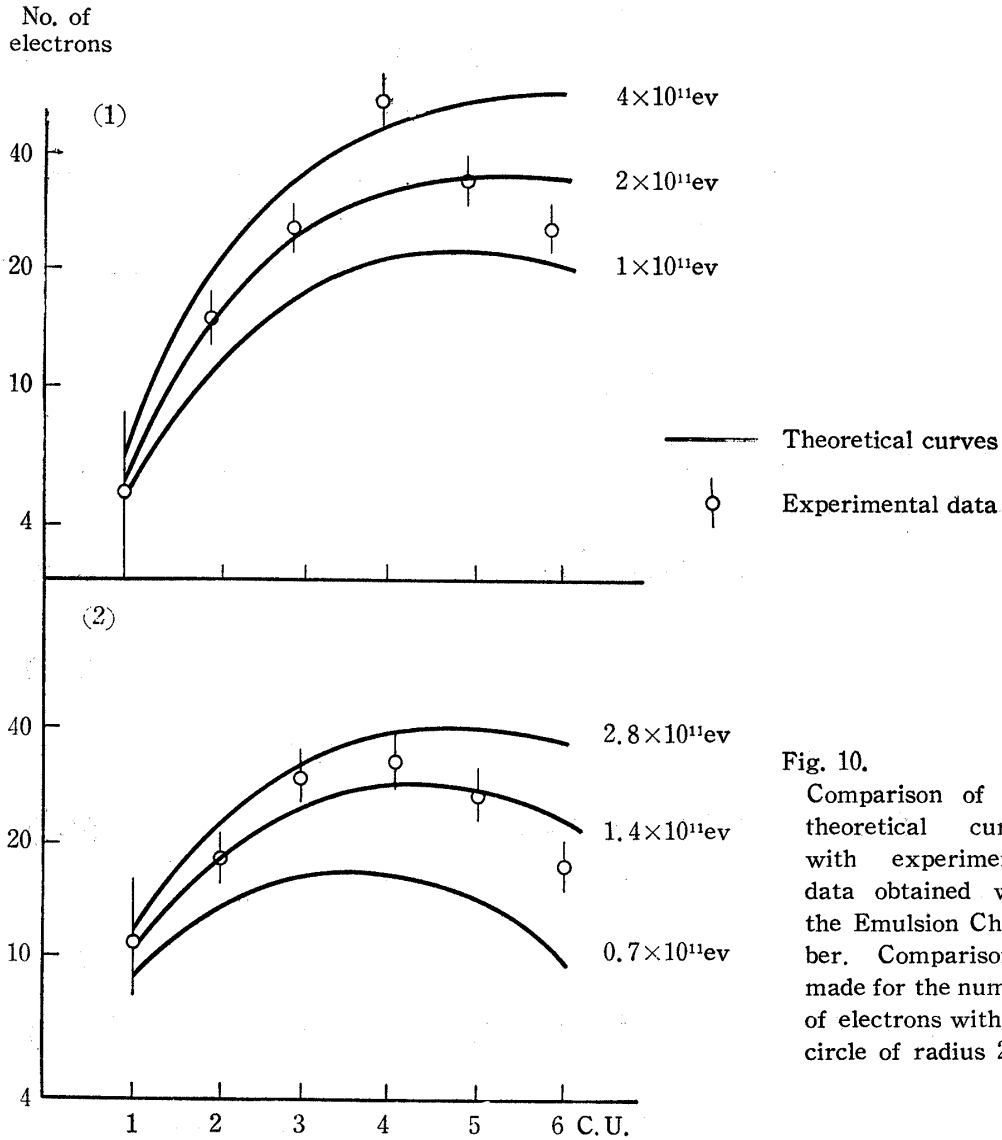 No. of
electrons
(1)
40
20
10
4
4×10¹¹ev
2×10¹¹ev
1×10¹¹ev
Theoretical curves
Experimental data
(2)
40
20
10
4
2.8×10¹¹ev
1.4×10¹¹ev
0.7×10¹¹ev
1 2 3 4 5 6 C.U.
Fig. 10.
Comparison of
theoretical cur
with experimen
data obtained
the Emulsion Ch
ber. Comparison
made for the num
of electrons with
circle of radius 2